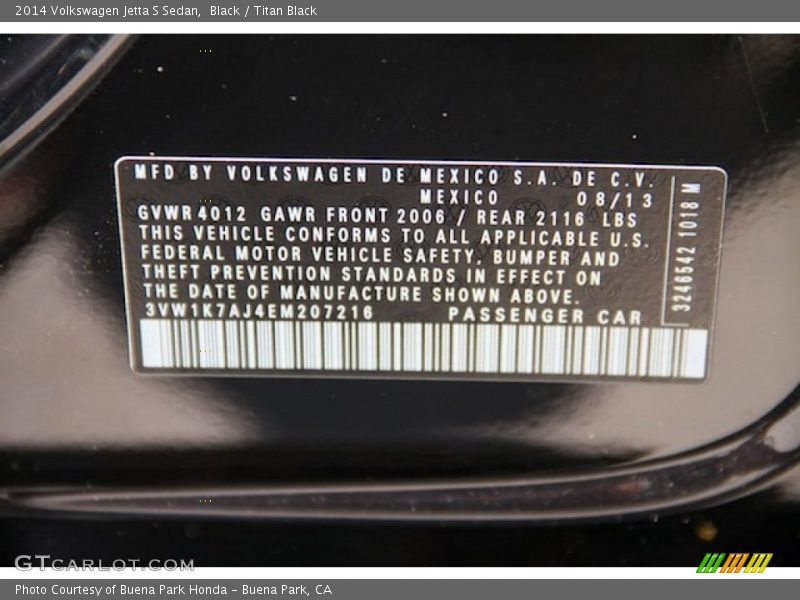 2014 Volkswagen Jetta S Sedan,  Black / Titan Black
MFD BY VOLKSWAGEN DE MEXICO S.A. DE C.V.
MEXICO 08/13
GVWR 4012 GAWR FRONT 2006 / REAR 2116 LBS
THIS VEHICLE CONFORMS TO ALL APPLICABLE U.S.
FEDERAL MOTOR VEHICLE SAFETY, BUMPER AND
THEFT PREVENTION STANDARDS IN EFFECT ON
THE DATE OF MANUFACTURE SHOWN ABOVE.
3VW1K7AJ4EM207216 PASSENGER CAR
3246542 1018 M
GTCARLOT.COM
Photo Courtesy of Buena Park Honda - Buena Park, CA